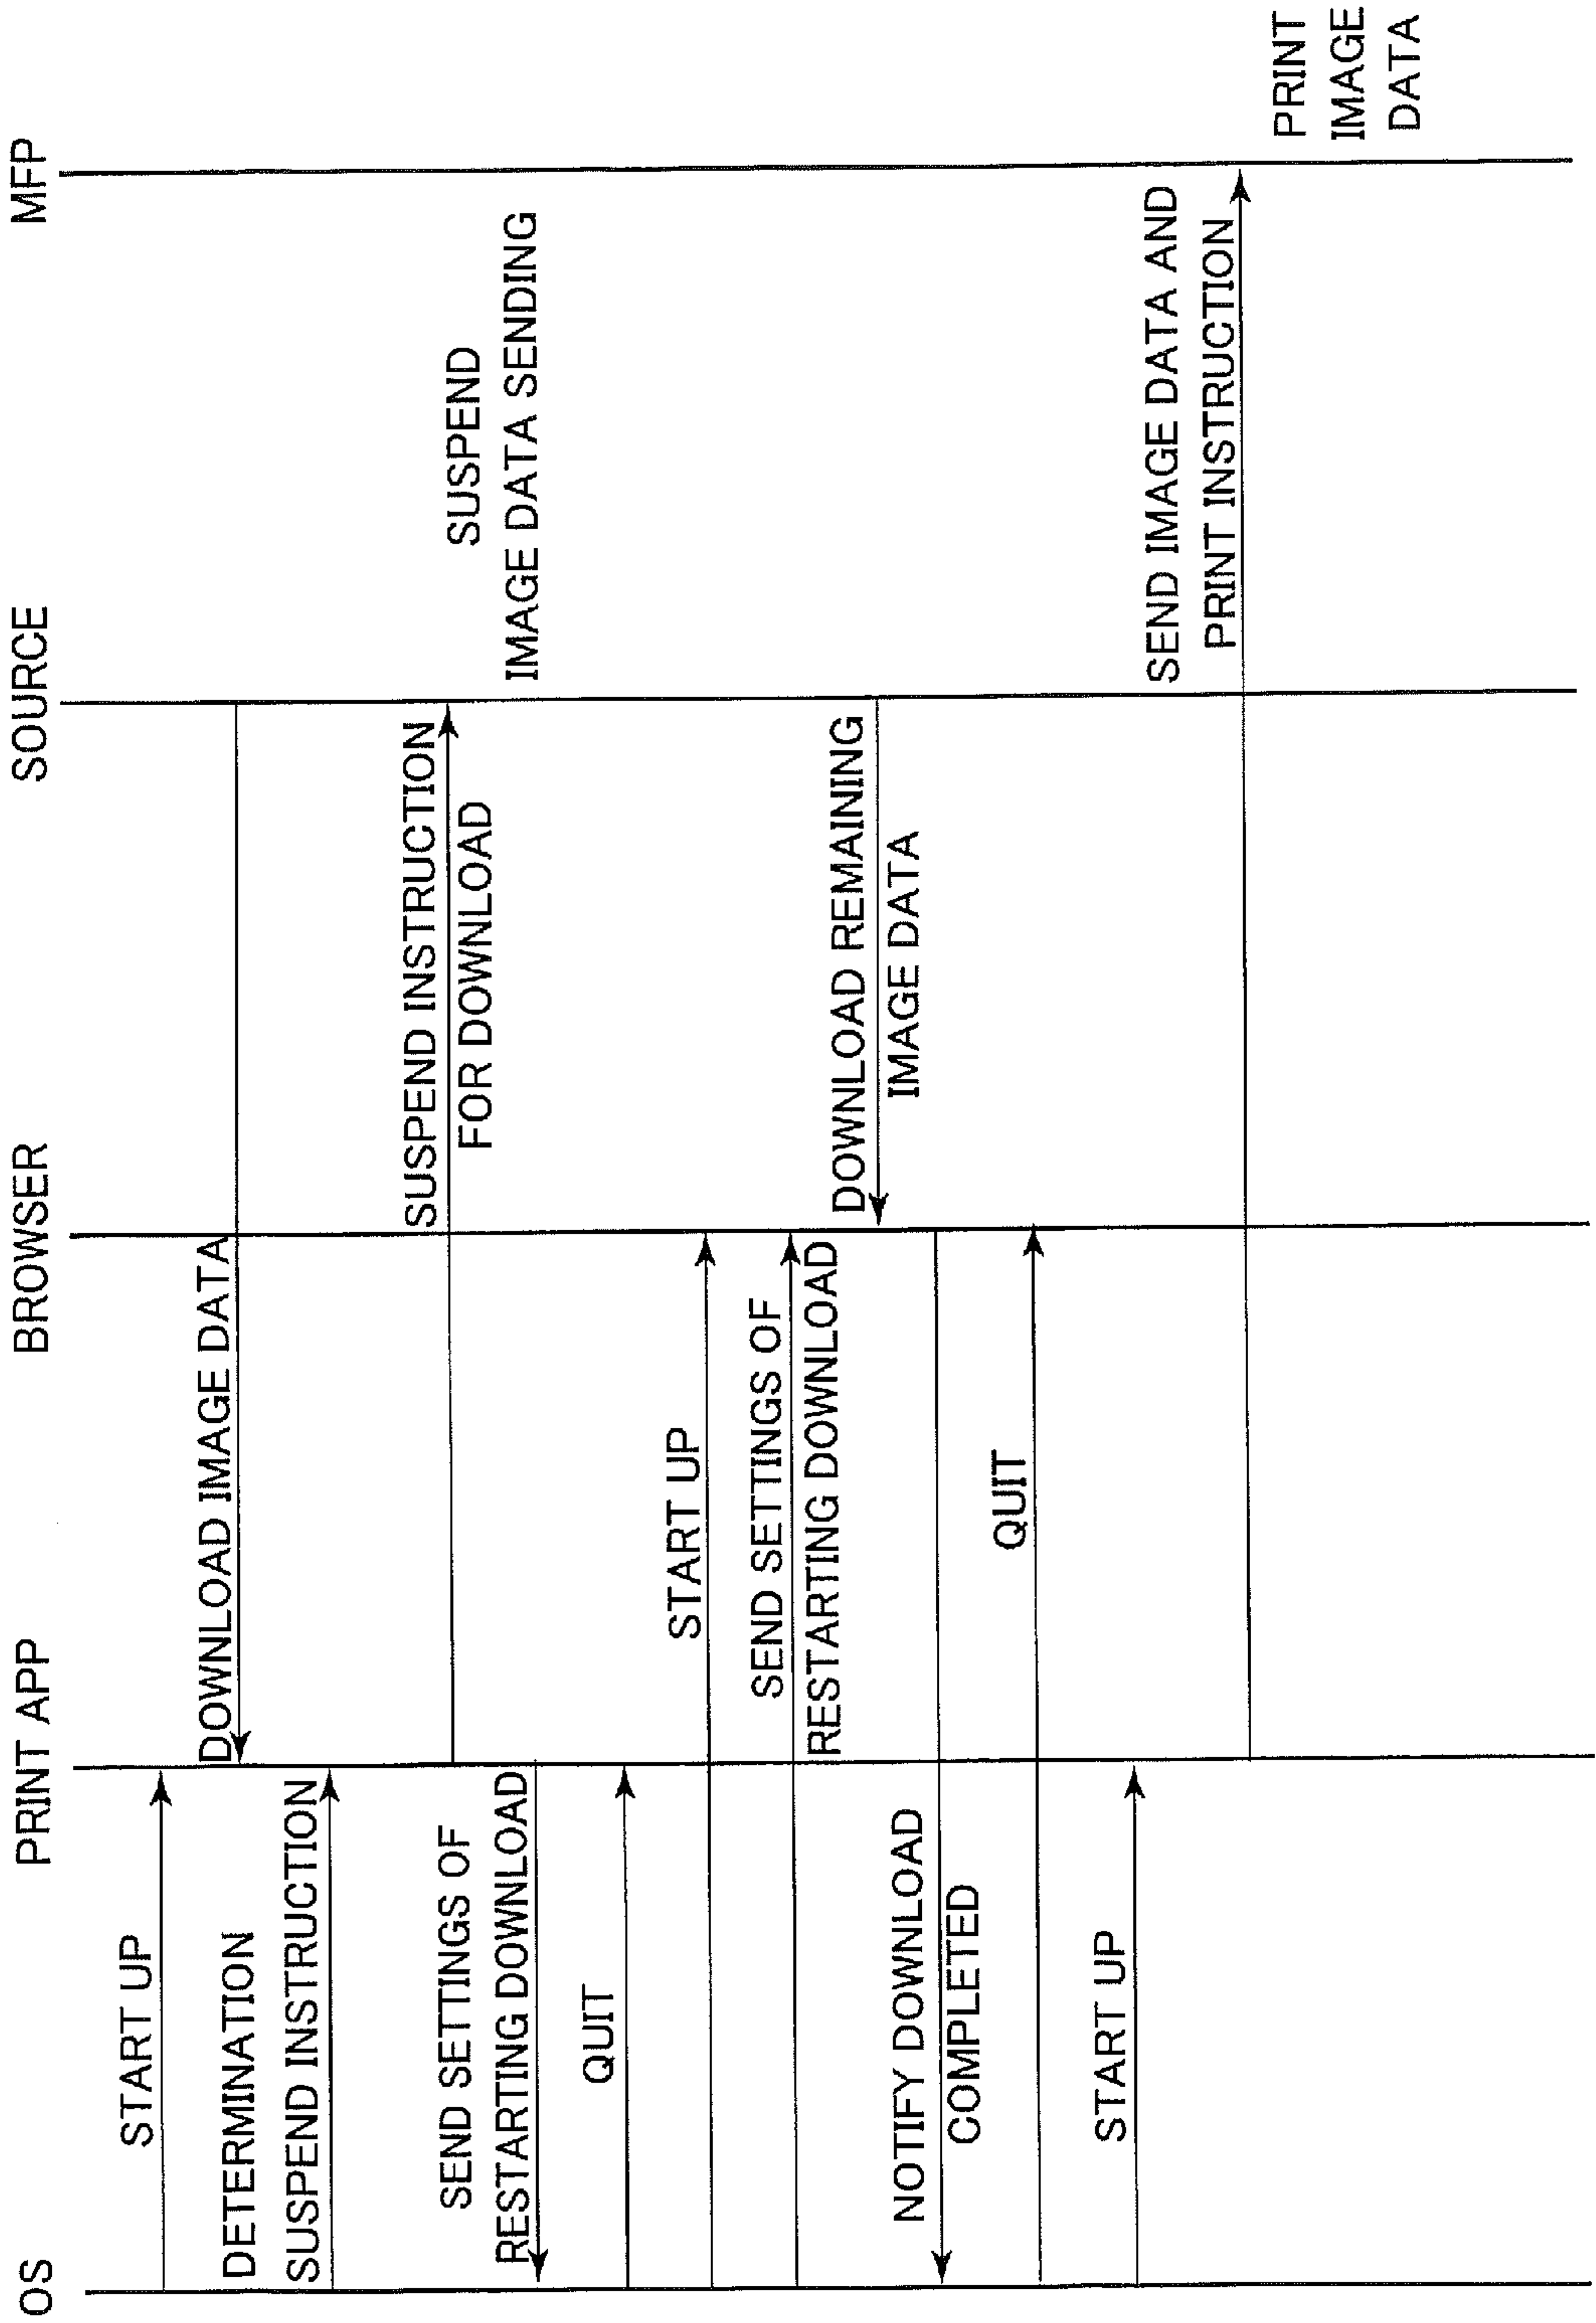 OS
PRINT APP
BROWSER
SOURCE
MFP
START UP
DOWNLOAD IMAGE DATA
DETERMINATION
SUSPEND INSTRUCTION
SUSPEND INSTRUCTION
FOR DOWNLOAD
SUSPEND
IMAGE DATA SENDING
SEND SETTINGS OF
RESTARTING DOWNLOAD
QUIT
START UP
SEND SETTINGS OF
RESTARTING DOWNLOAD
DOWNLOAD REMAINING
IMAGE DATA
NOTIFY DOWNLOAD
COMPLETED
QUIT
START UP
SEND IMAGE DATA AND
PRINT INSTRUCTION
PRINT
IMAGE
DATA